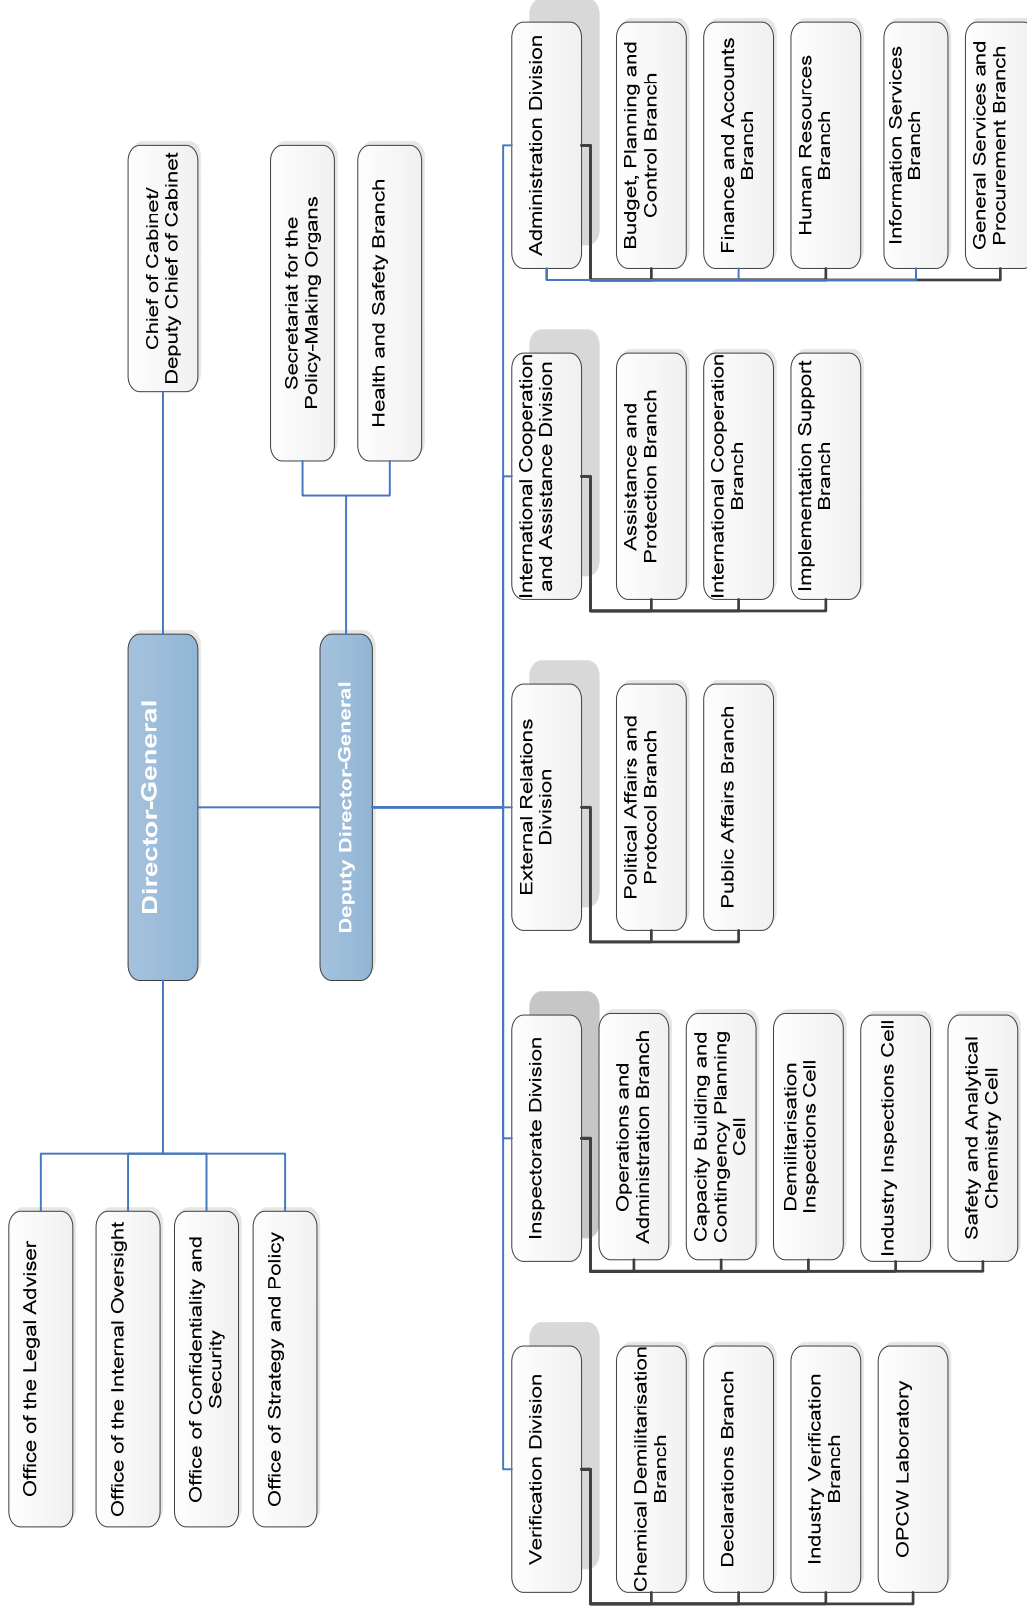 Director-General
Chief of Cabinet/
Deputy Chief of Cabinet
Office of the Legal Adviser
Office of the Internal Oversight
Office of Confidentiality and
Security
Office of Strategy and Policy
Deputy Director-General
Secretariat for the
Policy-Making Organs
Health and Safety Branch
Verification Division
Chemical Demilitarisation
Branch
Declarations Branch
Industry Verification
Branch
OPCW Laboratory
Inspectorate Division
Operations and
Administration Branch
Capacity Building and
Contingency Planning
Cell
Demilitarisation
Inspections Cell
Industry Inspections Cell
Safety and Analytical
Chemistry Cell
External Relations
Division
Political Affairs and
Protocol Branch
Public Affairs Branch
International Cooperation
and Assistance Division
Assistance and
Protection Branch
International Cooperation
Branch
Implementation Support
Branch
Administration Division
Budget, Planning and
Control Branch
Finance and Accounts
Branch
Human Resources
Branch
Information Services
Branch
General Services and
Procurement Branch